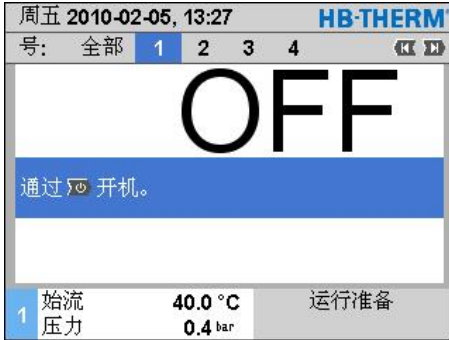 周五 2010-02-05, 13:27 HB-THERM
号: 全部 1 2 3 4
OFF
通过 开机。
1 始流 40.0 °C 运行准备
压力 0.4 bar